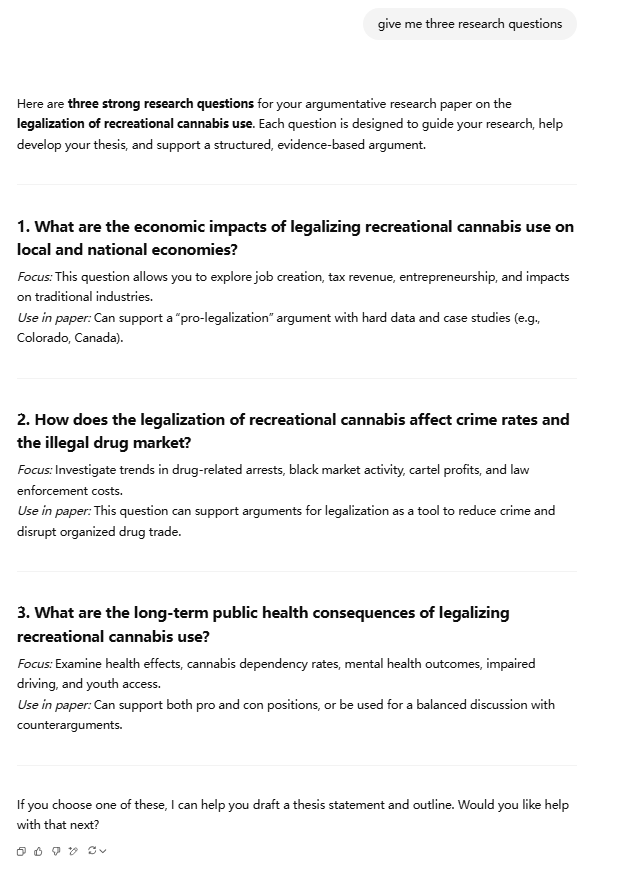 give me three research questions
Here are three strong research questions for your argumentative research paper on the
legalization of recreational cannabis use. Each question is designed to guide your research, help
develop your thesis, and support a structured, evidence-based argument.
1. What are the economic impacts of legalizing recreational cannabis use on
local and national economies?
Focus: This question allows you to explore job creation, tax revenue, entrepreneurship, and impacts
on traditional industries.
Use in paper: Can support a “pro-legalization” argument with hard data and case studies (e.g.,
Colorado, Canada).
2. How does the legalization of recreational cannabis affect crime rates and
the illegal drug market?
Focus: Investigate trends in drug-related arrests, black market activity, cartel profits, and law
enforcement costs.
Use in paper: This question can support arguments for legalization as a tool to reduce crime and
disrupt organized drug trade.
3. What are the long-term public health consequences of legalizing
recreational cannabis use?
Focus: Examine health effects, cannabis dependency rates, mental health outcomes, impaired
driving, and youth access.
Use in paper: Can support both pro and con positions, or be used for a balanced discussion with
counterarguments.
If you choose one of these, I can help you draft a thesis statement and outline. Would you like help
with that next?